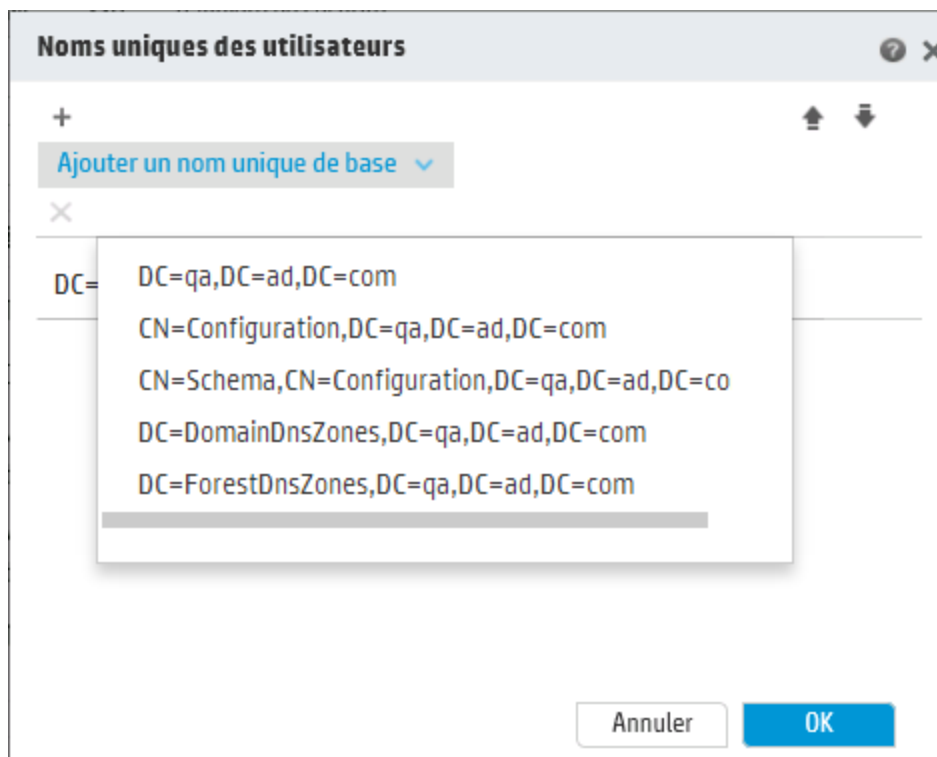 Noms uniques des utilisateurs
Ajouter un nom unique de base
DC=
DC=qa,DC=ad,DC=com
CN=Configuration,DC=qa,DC=ad,DC=com
CN=Schema,CN=Configuration,DC=qa,DC=ad,DC=co
DC=DomainDnsZones,DC=qa,DC=ad,DC=com
DC=ForestDnsZones,DC=qa,DC=ad,DC=com
Annuler OK